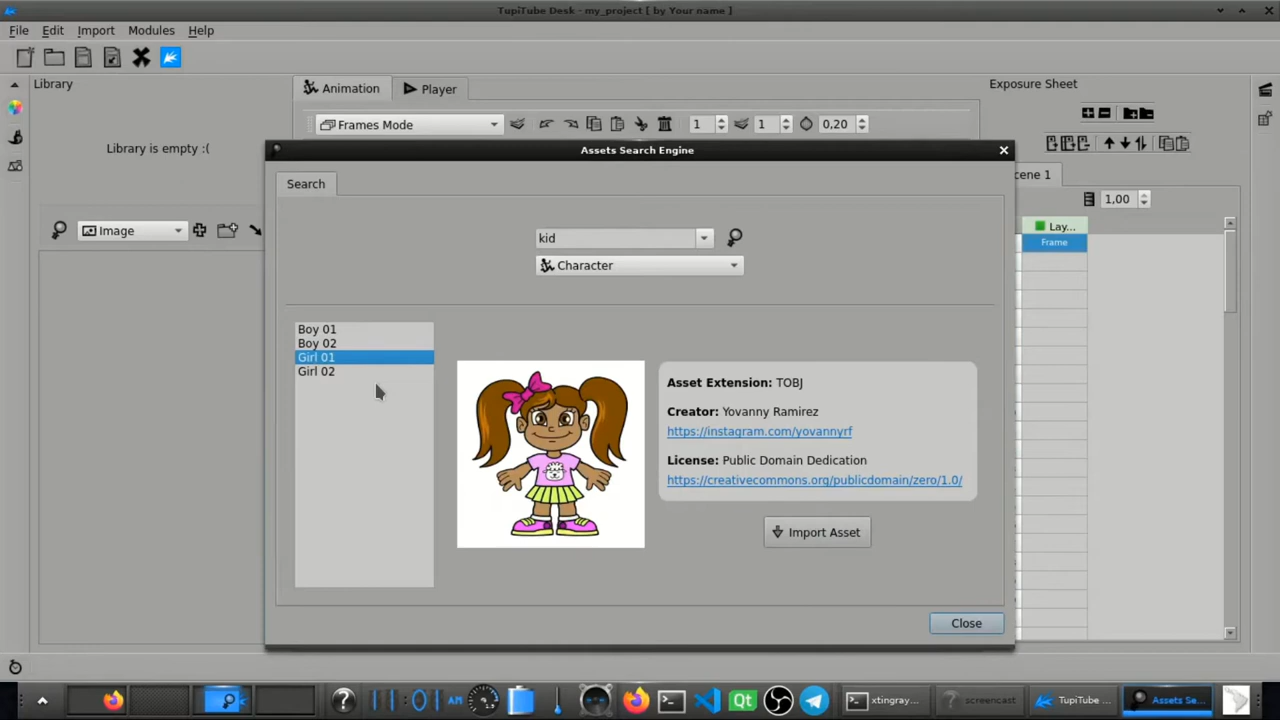 TupiTube Desk - my_project [ by Your name ]
File Edit Import Modules Help
Library
Animation
Player
Exposure Sheet
Frames Mode
1
1
0,20
Library is empty :(
Assets Search Engine
Search
cene 1
1,00
Image
kid
Character
Lay...
Frame
Boy 01
Boy 02
Girl 01
Girl 02
Asset Extension: TOBJ
Creator: Yovanny Ramirez
https://instagram.com/yovannyrf
License: Public Domain Dedication
https://creativecommons.org/publicdomain/zero/1.0/
Import Asset
Close
AM
Qt
xtingray...
screencast
TupiTube ...
Assets Se...